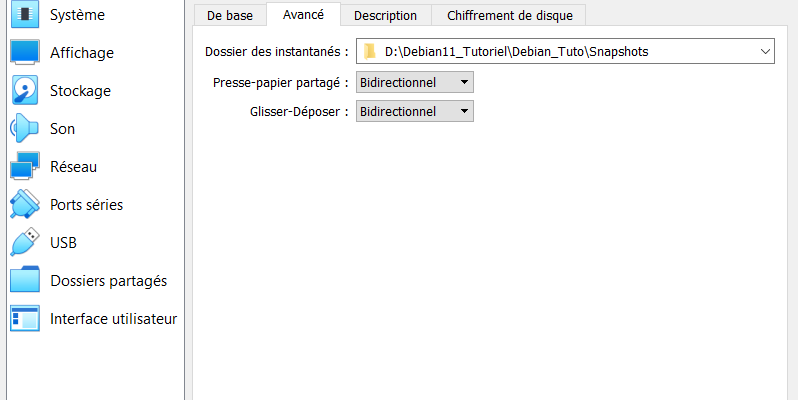 Système
Affichage
Stockage
Son
Réseau
Ports séries
USB
Dossiers partagés
Interface utilisateur
De base Avancé Description Chiffrement de disque
Dossier des instantanés : D:\Debian11_Tutoriel\Debian_Tuto\Snapshots
Presse-papier partagé : Bidirectionnel
Glisser-Déposer : Bidirectionnel